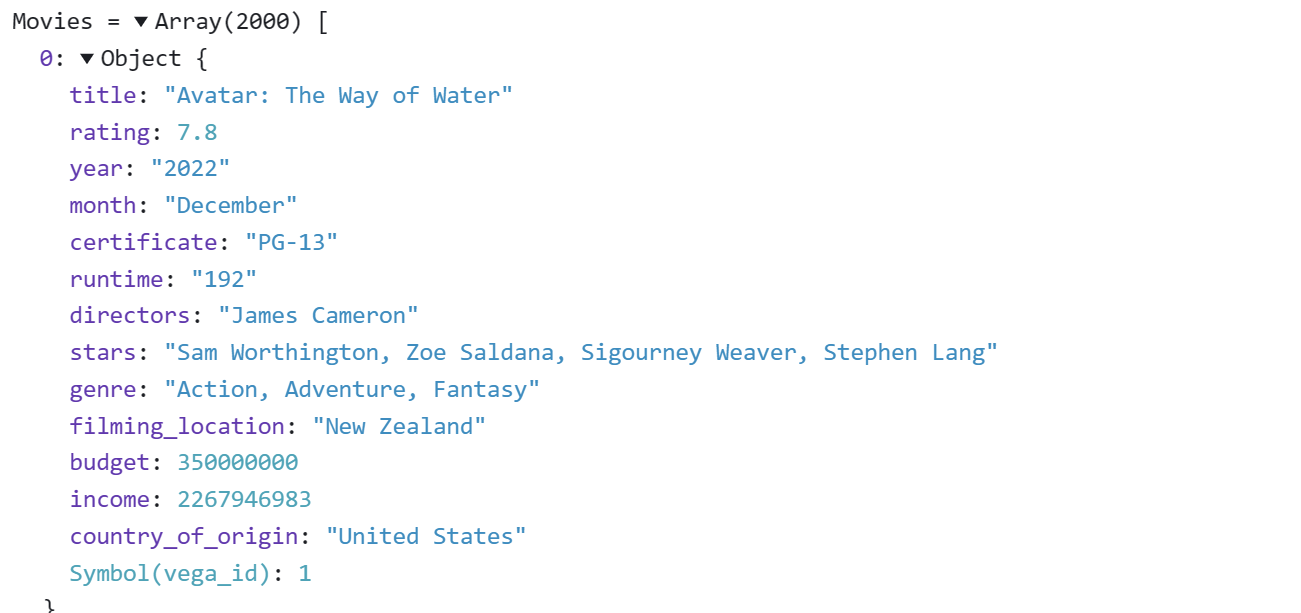 Movies = ▼ Array(2000) [
0: ▼ Object {
title: "Avatar: The Way of Water"
rating: 7.8
year: "2022"
month: "December"
certificate: "PG-13"
runtime: "192"
directors: "James Cameron"
stars: "Sam Worthington, Zoe Saldana, Sigourney Weaver, Stephen Lang"
genre: "Action, Adventure, Fantasy"
filming_location: "New Zealand"
budget: 350000000
income: 2267946983
country_of_origin: "United States"
Symbol(vega_id): 1
}